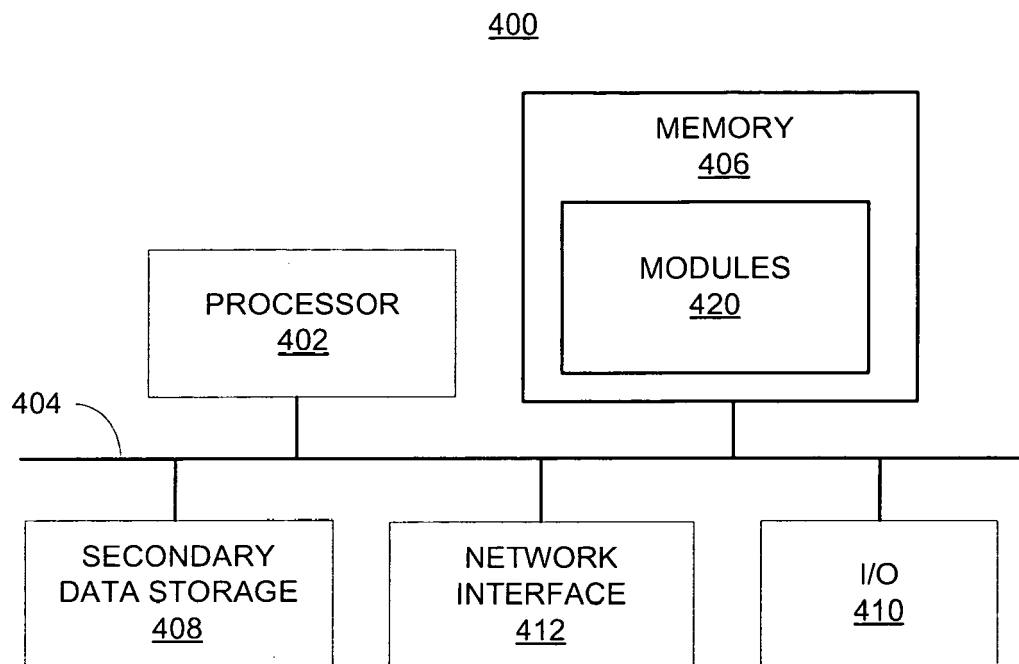 400
MEMORY
406
MODULES
420
PROCESSOR
402
404
SECONDARY
DATA STORAGE
408
NETWORK
INTERFACE
412
I/O
410